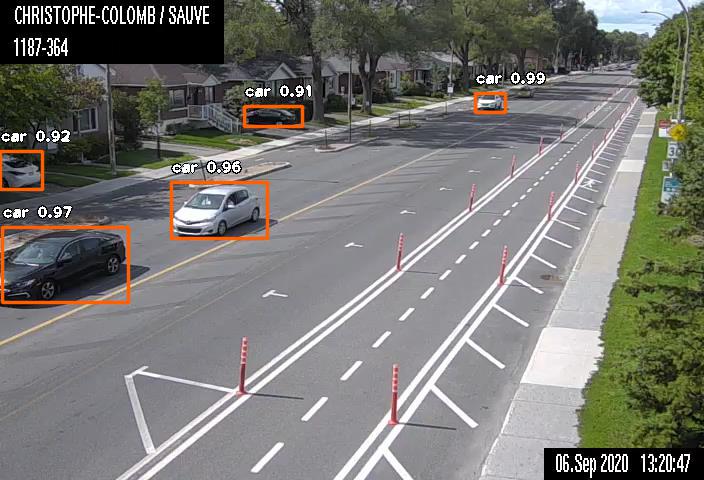 CHRISTOPHE-COLOMB / SAUVE
1187-364
car 0.99
car 0.91
car 0.92
car 0.96
car 0.97
06.Sep 2020 13:20:47